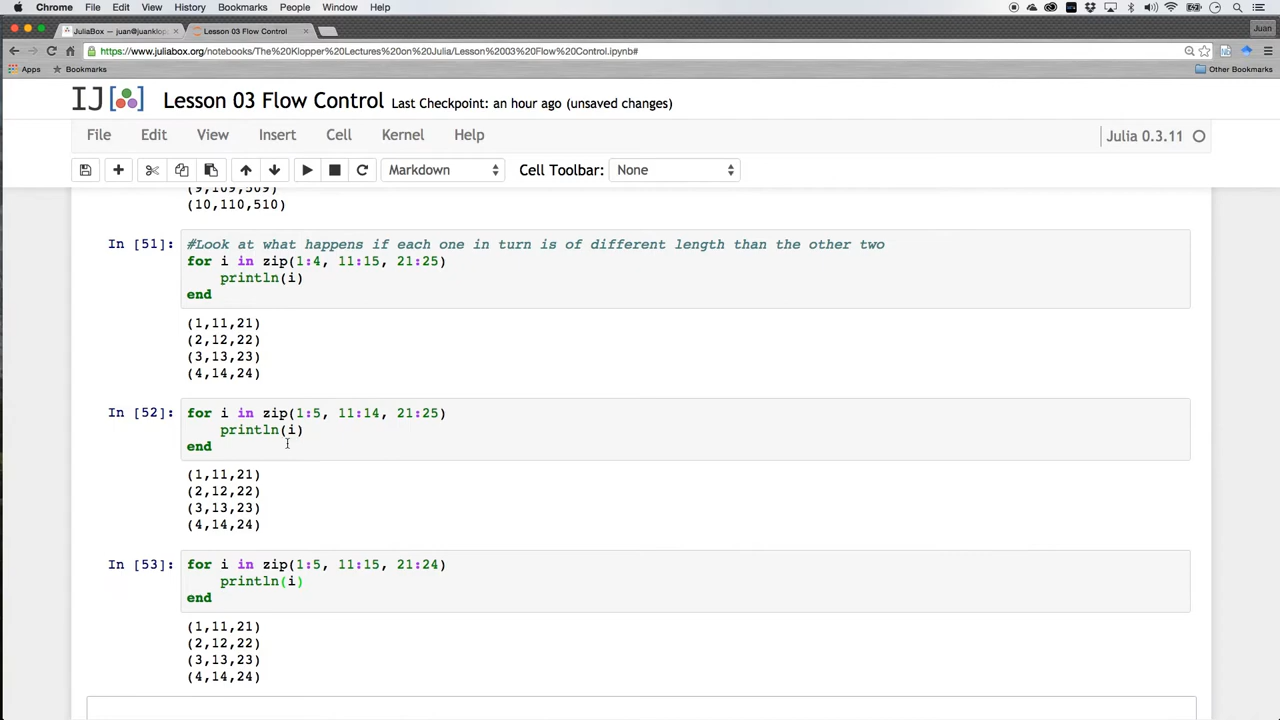 Chrome File Edit View History Bookmarks People Window Help
JuliaBox — juan@juanklop
Lesson 03 Flow Control
Juan
https://www.juliabox.org/notebooks/The%20Klopper%20Lectures%20on%20Julia/Lesson%2003%20Flow%20Control.ipynb#
Apps Bookmarks Other Bookmarks
IJ Lesson 03 Flow Control Last Checkpoint: an hour ago (unsaved changes)
File Edit View Insert Cell Kernel Help Julia 0.3.11
Markdown Cell Toolbar: None
(9,109,509)
(10,110,510)
In [51]: #Look at what happens if each one in turn is of different length than the other two
for i in zip(1:4, 11:15, 21:25)
println(i)
end
(1,11,21)
(2,12,22)
(3,13,23)
(4,14,24)
In [52]: for i in zip(1:5, 11:14, 21:25)
println(i)
end
(1,11,21)
(2,12,22)
(3,13,23)
(4,14,24)
In [53]: for i in zip(1:5, 11:15, 21:24)
println(i)
end
(1,11,21)
(2,12,22)
(3,13,23)
(4,14,24)